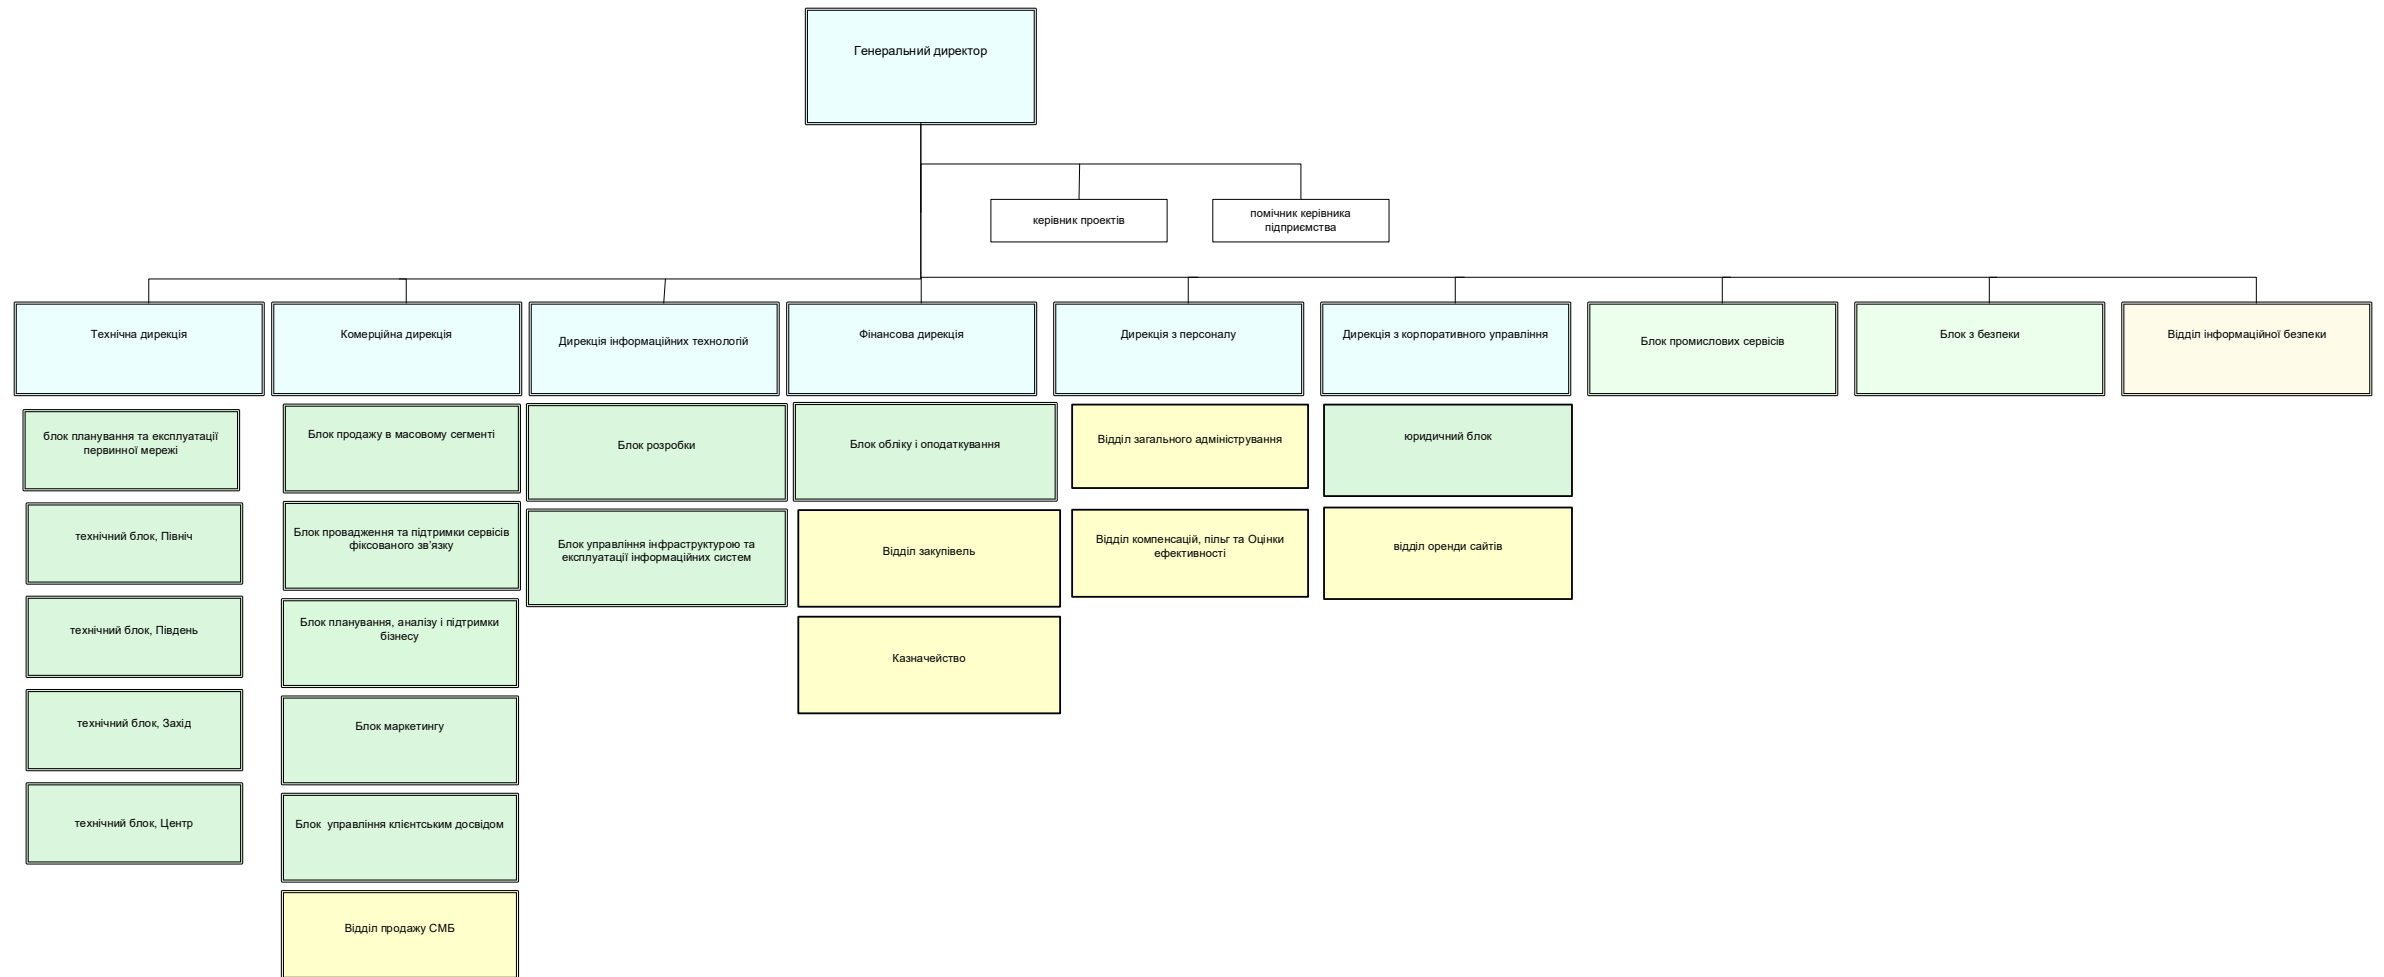 Генеральний директор
керівник проектів
помічник керівника
підприємства
Технічна дирекція
Комерційна дирекція
Дирекція інформаційних технологій
Фінансова дирекція
Дирекція з персоналу
Дирекція з корпоративного управління
Блок промислових сервісів
Блок з безпеки
Відділ інформаційної безпеки
блок планування та експлуатації
первинної мережі
технічний блок, Північ
технічний блок, Південь
технічний блок, Захід
технічний блок, Центр
Блок продажу в масовому сегменті
Блок провадження та підтримки сервісів
фіксованого зв'язку
Блок планування, аналізу і підтримки
бізнесу
Блок маркетингу
Блок  управління клієнтським досвідом
Відділ продажу СМБ
Блок розробки
Блок управління інфраструктурою та
експлуатації інформаційних систем
Блок обліку і оподаткування
Відділ закупівель
Казначейство
Відділ загального адміністрування
Відділ компенсацій, пільг та Оцінки
ефективності
юридичний блок
відділ оренди сайтів